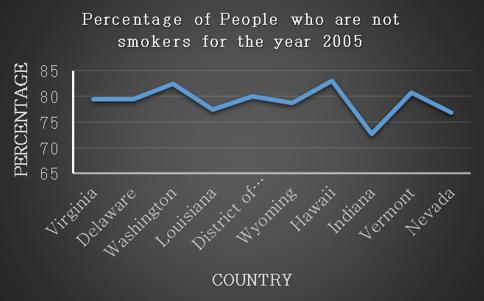 Percentage of People who are not
smokers for the year 2005
PERCENTAGE
85
80
75
70
65
Virginia
Delaware
Washington
Louisiana
District of...
Wyoming
Hawaii
Indiana
Vermont
Nevada
COUNTRY